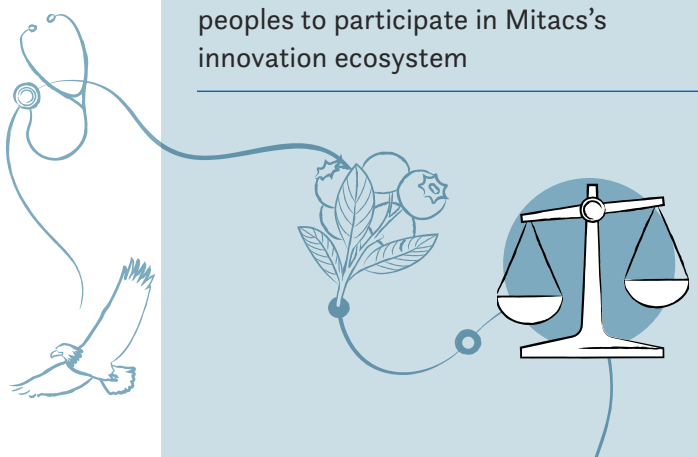 peoples to participate in Mitacs’s
innovation ecosystem